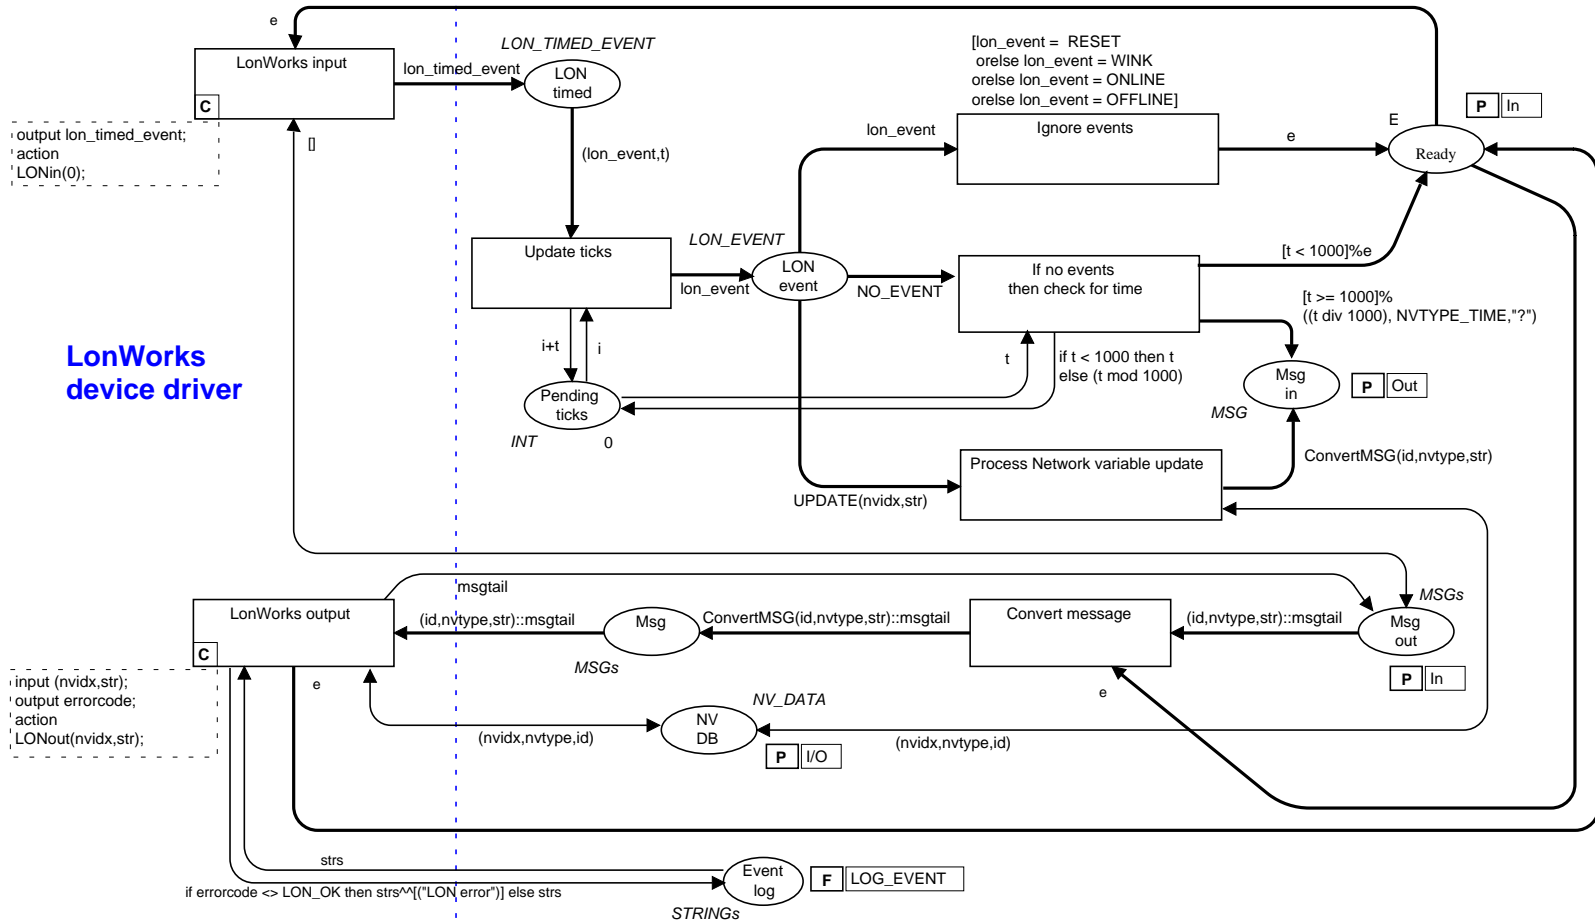 e
LonWorks input
C
output lon_timed_event;
action
LONin(0);
[]
lon_timed_event
LON_TIMED_EVENT
LON
timed
(lon_event,t)
Update ticks
i+t
i
Pending
ticks
INT
0
LON_EVENT
lon_event
LON
event
[lon_event = RESET
orelse lon_event = WINK
orelse lon_event = ONLINE
orelse lon_event = OFFLINE]
lon_event
Ignore events
e
E
Ready
P
In
NO_EVENT
If no events
then check for time
[t < 1000]%e
[t >= 1000]%
((t div 1000), NVTYPE_TIME,"?")
t
if t < 1000 then t
else (t mod 1000)
Msg
in
MSG
P
Out
LonWorks
device driver
UPDATE(nvidx,str)
Process Network variable update
ConvertMSG(id,nvtype,str)
msgtail
LonWorks output
C
input (nvidx,str);
output errorcode;
action
LONout(nvidx,str);
e
(id,nvtype,str)::msgtail
Msg
MSGs
ConvertMSG(id,nvtype,str)::msgtail
Convert message
e
(id,nvtype,str)::msgtail
MSGs
Msg
out
P
In
(nvidx,nvtype,id)
NV_DATA
NV
DB
P
I/O
(nvidx,nvtype,id)
strs
if errorcode <> LON_OK then strs^^[("LON error")] else strs
Event
log
STRINGs
F
LOG_EVENT